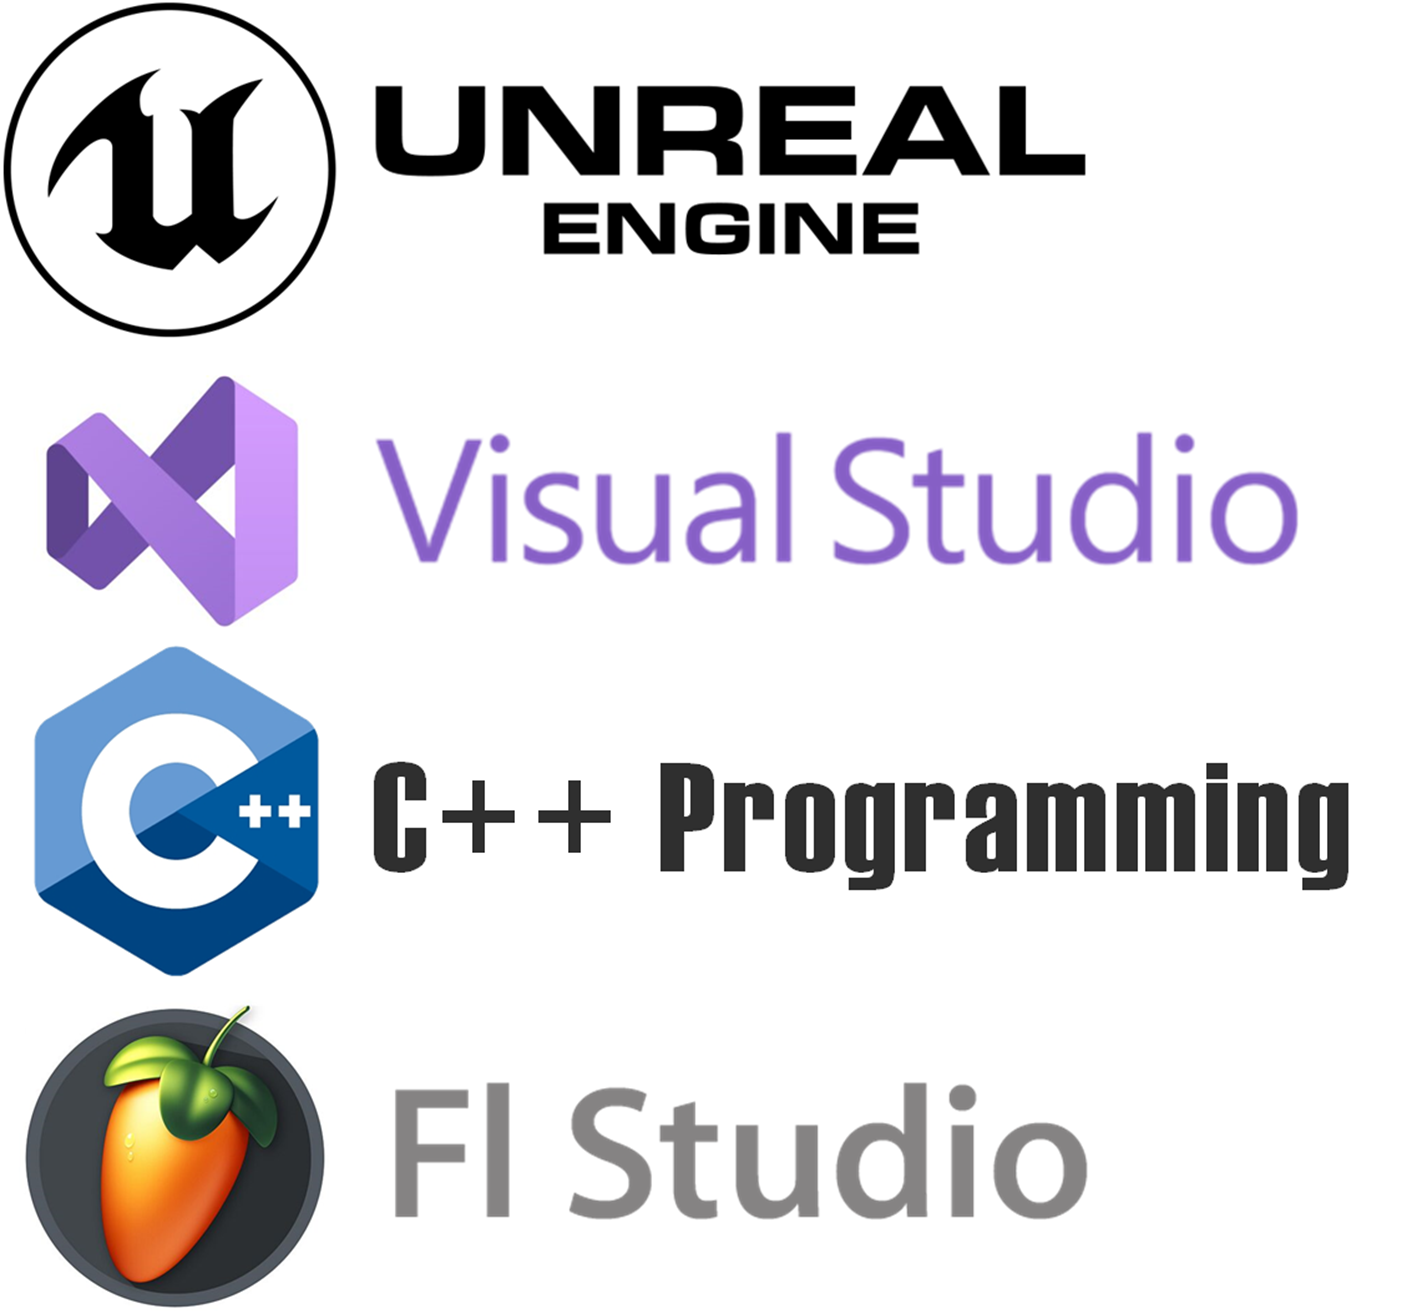 UNREAL
ENGINE
Visual Studio
C++
C++ Programming
Fl Studio